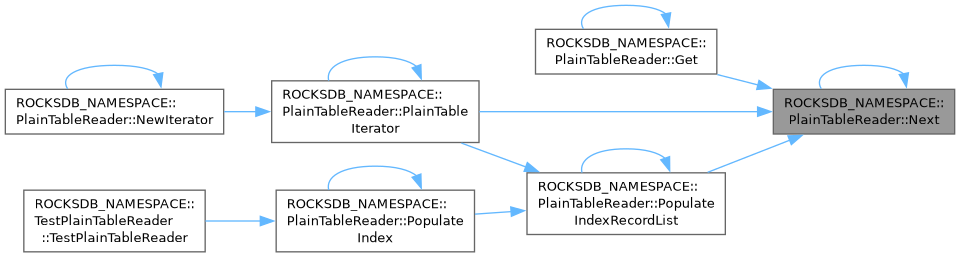 ROCKSDB_NAMESPACE::
PlainTableReader::Get
ROCKSDB_NAMESPACE::
PlainTableReader::NewIterator
ROCKSDB_NAMESPACE::
PlainTableReader::PlainTable
Iterator
ROCKSDB_NAMESPACE::
PlainTableReader::Next
ROCKSDB_NAMESPACE::
TestPlainTableReader
::TestPlainTableReader
ROCKSDB_NAMESPACE::
PlainTableReader::Populate
Index
ROCKSDB_NAMESPACE::
PlainTableReader::Populate
IndexRecordList